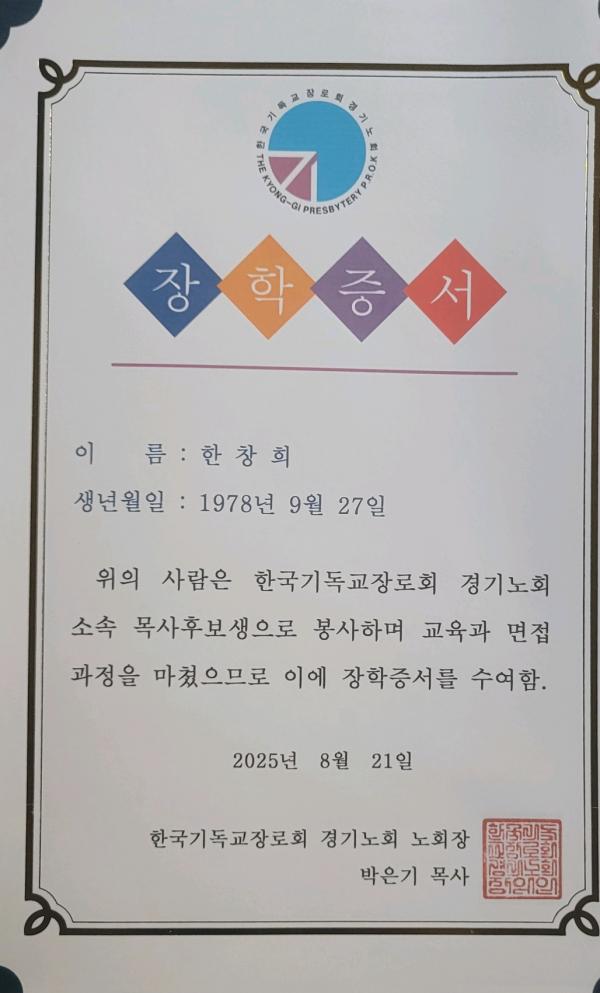 한국기독교장로회경기노회
THE KYONG-GI PRESBYTERY P.R.O.K
장학증서
이 름 : 한 창 희
생년월일 : 1978년 9월 27일
위의 사람은 한국기독교장로회 경기노회
소속 목사후보생으로 봉사하며 교육과 면접
과정을 마쳤으므로 이에 장학증서를 수여함.
2025년 8월 21일
한국기독교장로회 경기노회 노회장
박은기 목사